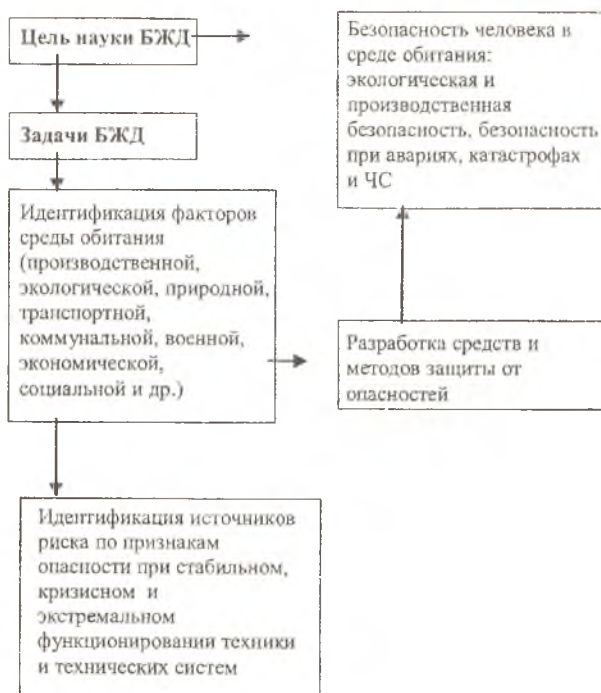 Цель науки БЖД
Безопасность человека в
среде обитания:
экологическая и
производственная
безопасность, безопасность
при авариях, катастрофах
и ЧС
Задачи БЖД
Идентификация факторов
среды обитания
(производственной,
экологической, природной,
транспортной,
коммунальной, военной,
экономической,
социальной и др.)
Разработка средств и
методов защиты от
опасностей
Идентификация источников
риска по признакам
опасности при стабильном,
кризисном и
экстремальном
функционировании техники
и технических систем